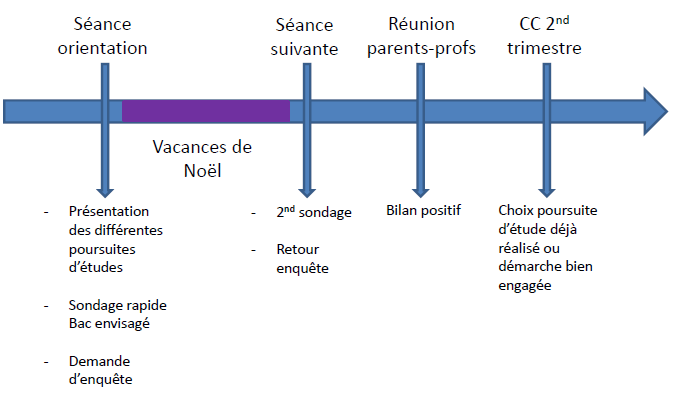 Séance
orientation
Séance
suivante
Réunion
parents-profs
CC 2nd
trimestre
Vacances de
Noël
- Présentation
des différentes
poursuites
d'études
- Sondage rapide
Bac envisagé
- Demande
d'enquête
- 2nd sondage
- Retour
enquête
Bilan positif
Choix poursuite
d'étude déjà
réalisé ou
démarche bien
engagée